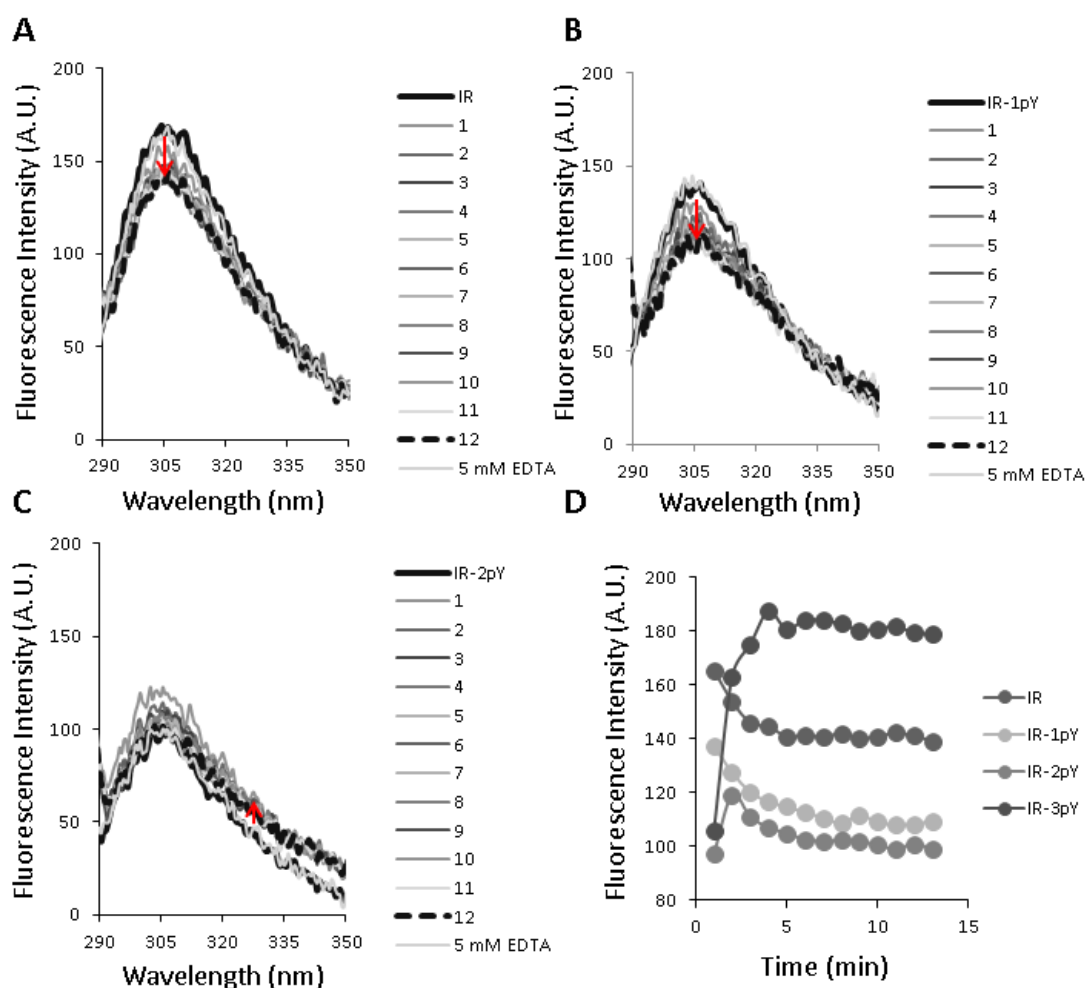 A
Fluorescence Intensity (A.U.)
200
150
100
50
0
290 305 320 335 350
Wavelength (nm)
IR
1
2
3
4
5
6
7
8
9
10
11
12
5 mM EDTA
B
Fluorescence Intensity (A.U.)
200
150
100
50
0
290 305 320 335 350
Wavelength (nm)
IR-1pY
1
2
3
4
5
6
7
8
9
10
11
12
5 mM EDTA
C
Fluorescence Intensity (A.U.)
200
150
100
50
0
290 305 320 335 350
Wavelength (nm)
IR-2pY
1
2
3
4
5
6
7
8
9
10
11
12
5 mM EDTA
D
Fluorescence Intensity (A.U.)
200
180
160
140
120
100
80
0 5 10 15
Time (min)
IR
IR-1pY
IR-2pY
IR-3pY